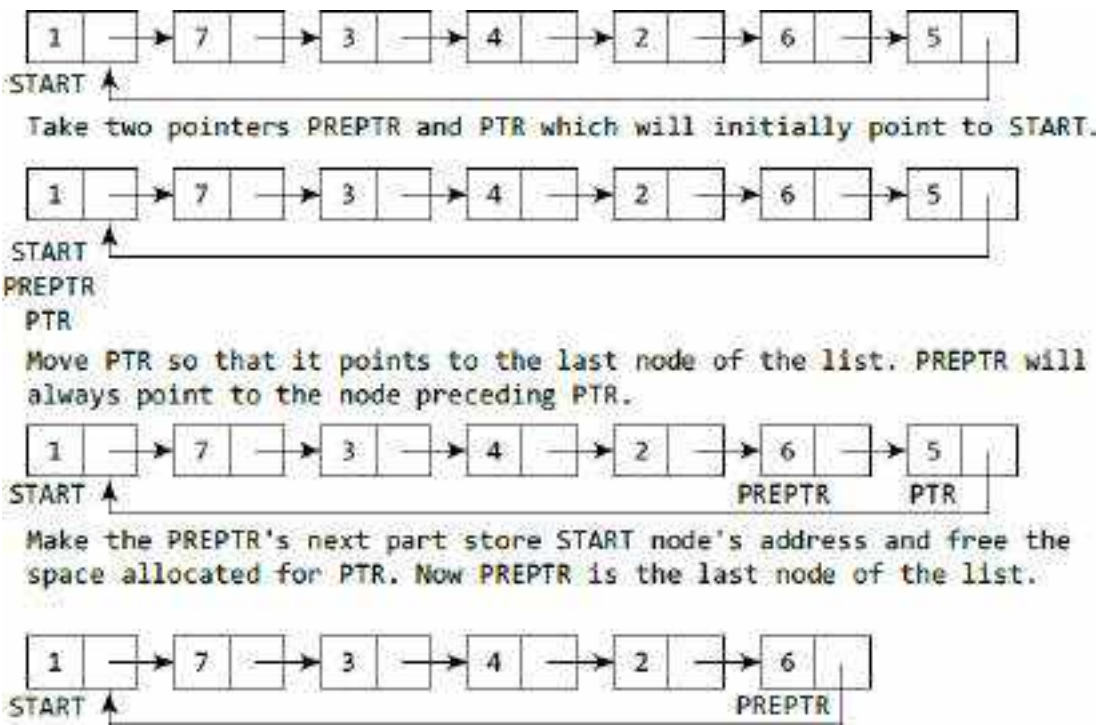 1 7 3 4 2 6 5
START
Take two pointers PREPTR and PTR which will initially point to START.
1 7 3 4 2 6 5
START
PREPTR
PTR
Move PTR so that it points to the last node of the list. PREPTR will
always point to the node preceding PTR.
1 7 3 4 2 6 5
START PREPTR PTR
Make the PREPTR's next part store START node's address and free the
space allocated for PTR. Now PREPTR is the last node of the list.
1 7 3 4 2 6
START PREPTR